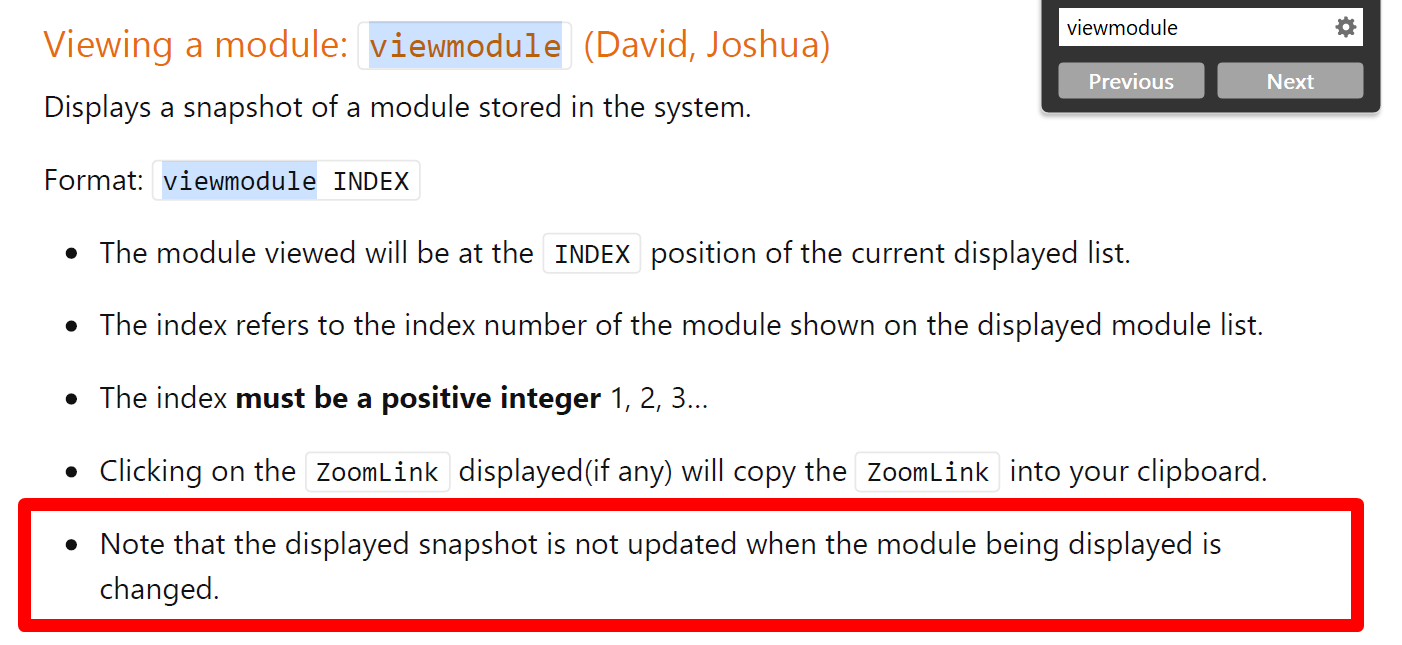 Viewing a module: viewmodule (David, Joshua)
viewmodule
Previous Next
Displays a snapshot of a module stored in the system.
Format: viewmodule INDEX
• The module viewed will be at the INDEX position of the current displayed list.
• The index refers to the index number of the module shown on the displayed module list.
• The index must be a positive integer 1, 2, 3…
• Clicking on the ZoomLink displayed(if any) will copy the ZoomLink into your clipboard.
• Note that the displayed snapshot is not updated when the module being displayed is
changed.